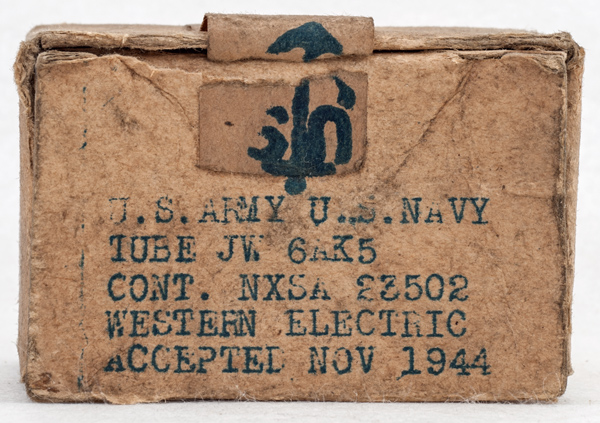 U.S.ARMY U.S.NAVY
TUBE JW 6AK5
CONT. NXSA 23502
WESTERN ELECTRIC
ACCEPTED NOV 1944